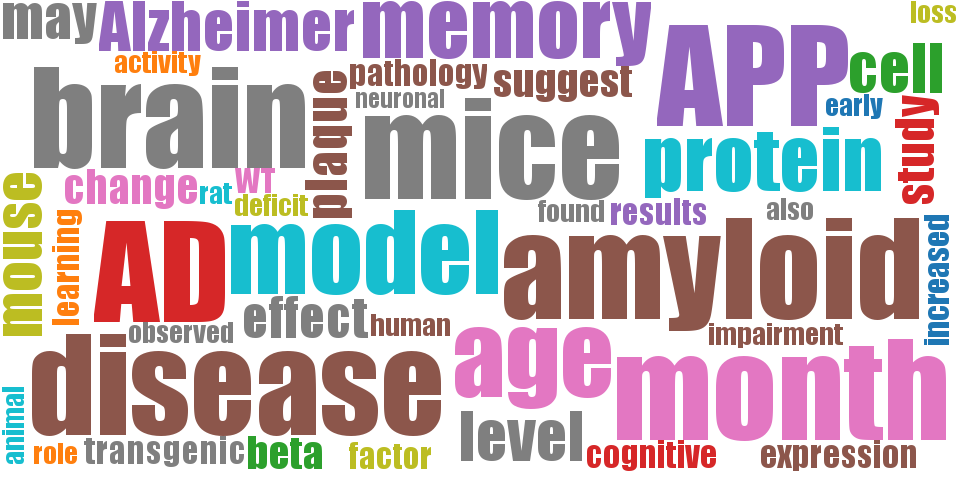 may
Alzheimer
memory
loss
activity
APP
cell
brain
plaque
pathology
suggest
neuronal
mice
early
study
protein
mouse
change
rat
WT
deficit
found
results
also
learning
AD
model
amyloid
increased
observed
effect
human
impairment
disease
age
month
animal
role
transgenic
beta
factor
level
cognitive
expression